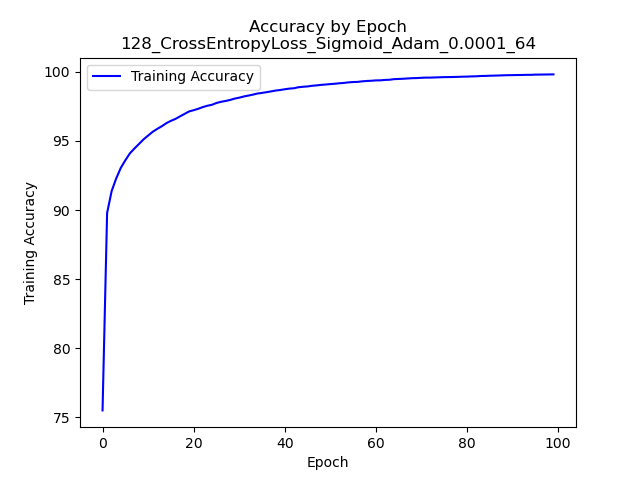 Accuracy by Epoch
128_CrossEntropyLoss_Sigmoid_Adam_0.0001_64
Training Accuracy
100
95
90
85
80
75
Training Accuracy
0 20 40 60 80 100
Epoch